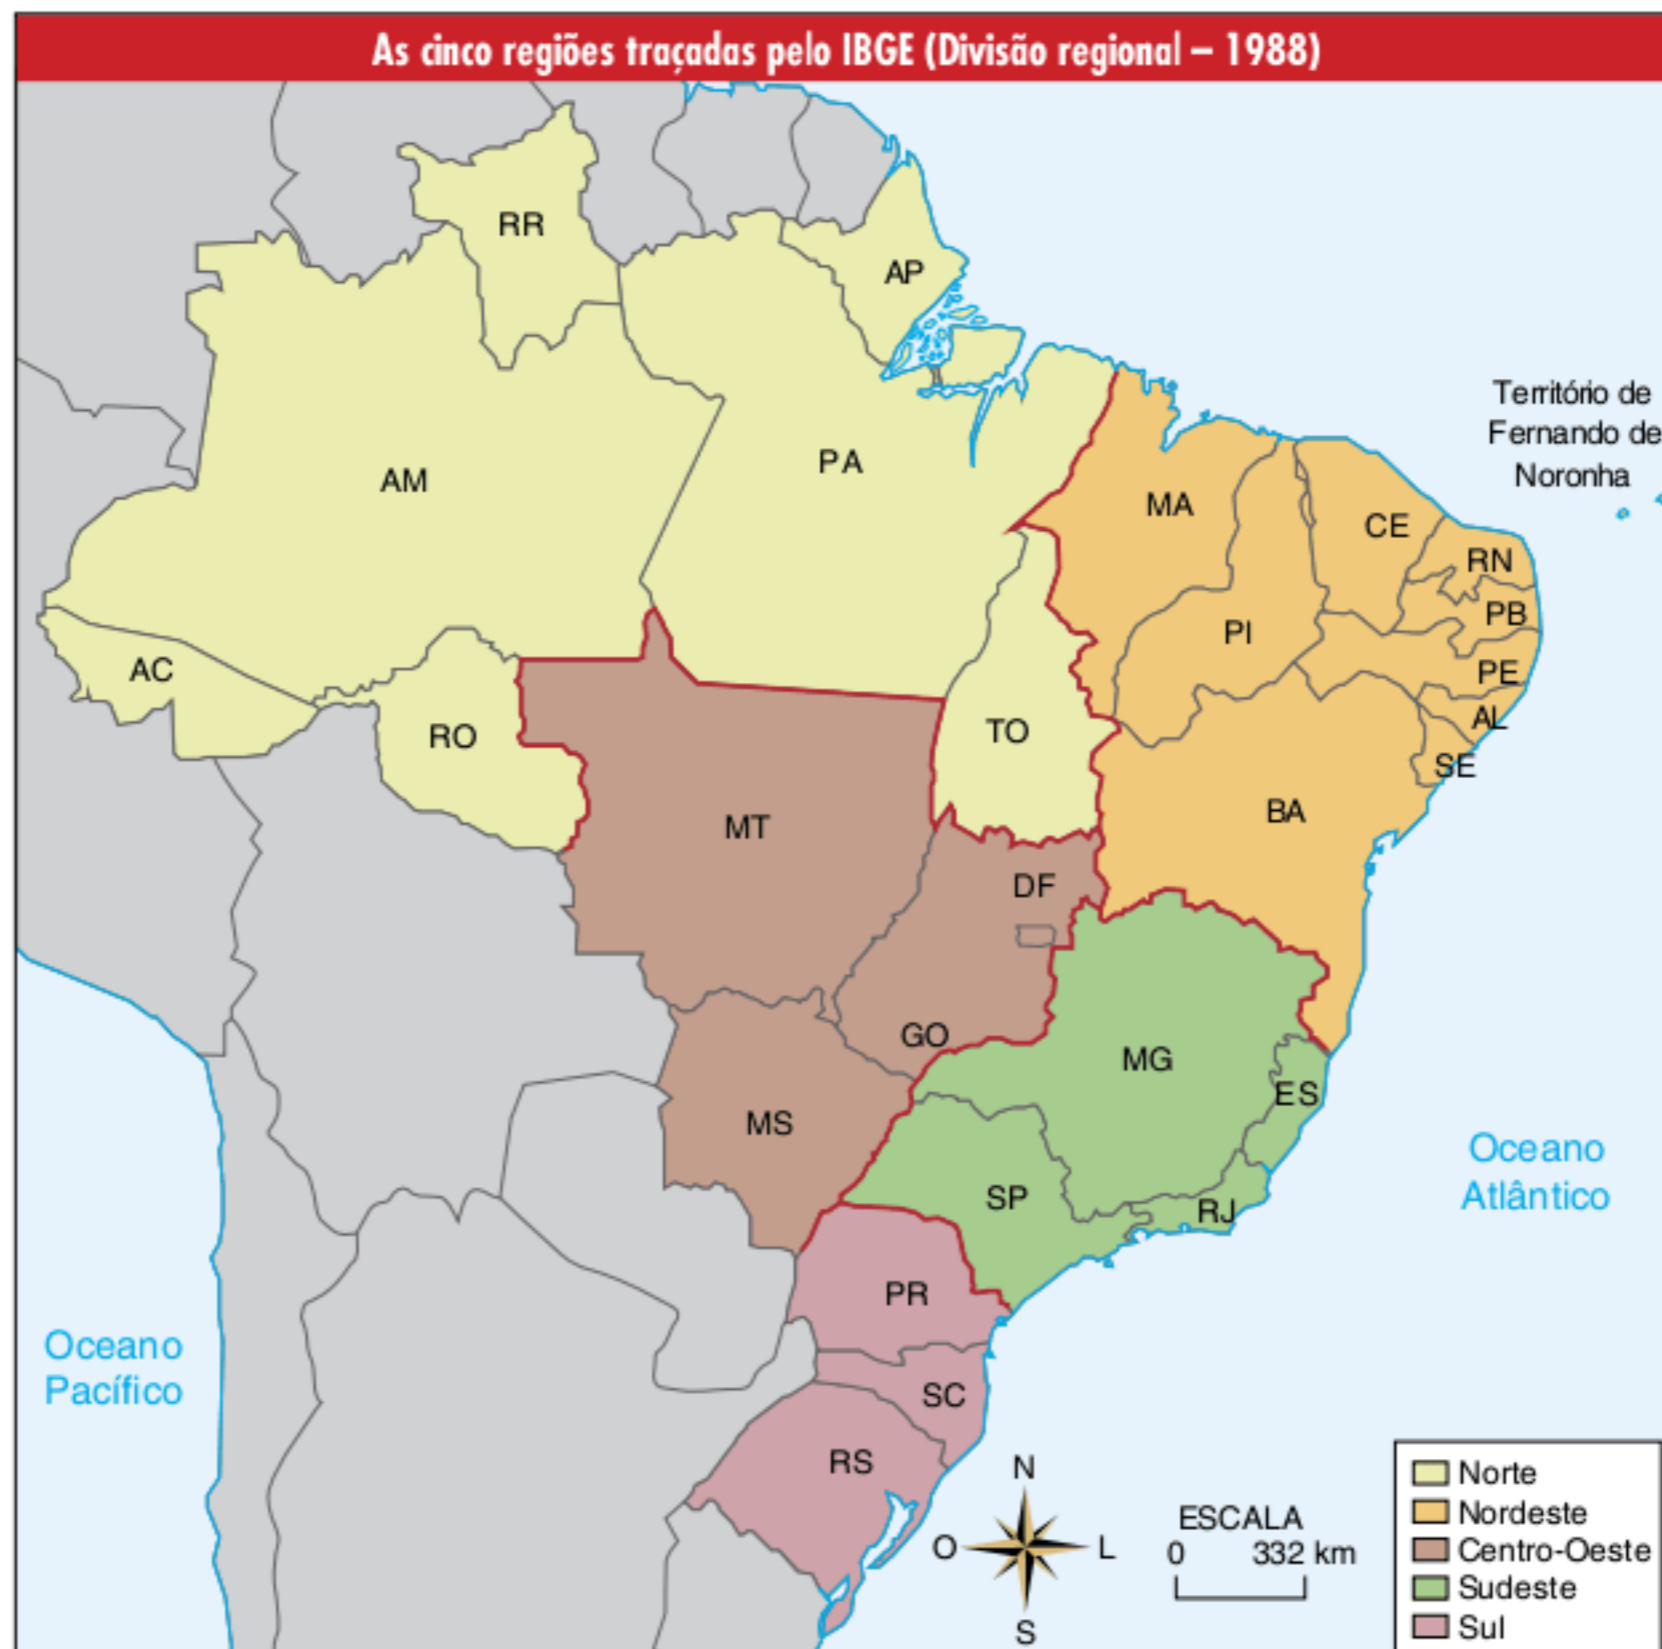 As cinco regiões traçadas pelo IBGE (Divisão regional – 1988)
RR
AP
Território de
Fernando de
Noronha
AM
PA
MA
CE
RN
PB
PI
PE
AC
AL
RO
TO
SE
MT
BA
DF
GO
MG
ES
MS
Oceano
Atlântico
SP
RJ
PR
Oceano
Pacífico
SC
RS
N
O
L
S
ESCALA
0 332 km
Norte
Nordeste
Centro-Oeste
Sudeste
Sul